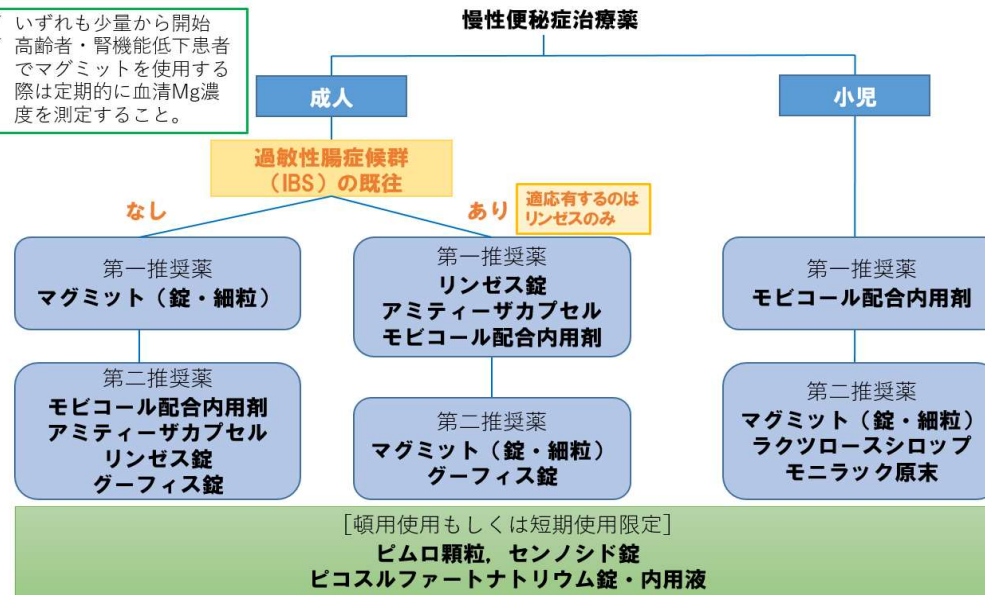 慢性便秘症治療薬
いずれも少量から開始
高齢者・腎機能低下患者
でマグミットを使用する
際は定期的に血清Mg濃
度を測定すること。
成人
小児
過敏性腸症候群
（IBS）の既往
なし
あり
適応有するのは
リンゼスのみ
第一推奨薬
マグミット（錠・細粒）
第一推奨薬
リンゼス錠
アミティーザカプセル
モビコール配合内用剤
第一推奨薬
モビコール配合内用剤
第二推奨薬
モビコール配合内用剤
アミティーザカプセル
リンゼス錠
グーフィス錠
第二推奨薬
マグミット（錠・細粒）
グーフィス錠
第二推奨薬
マグミット（錠・細粒）
ラクツロースシロップ
モニラック原末
[頓用使用もしくは短期使用限定]
ピムロ顆粒，センノシド錠
ピコスルファートナトリウム錠・内用液